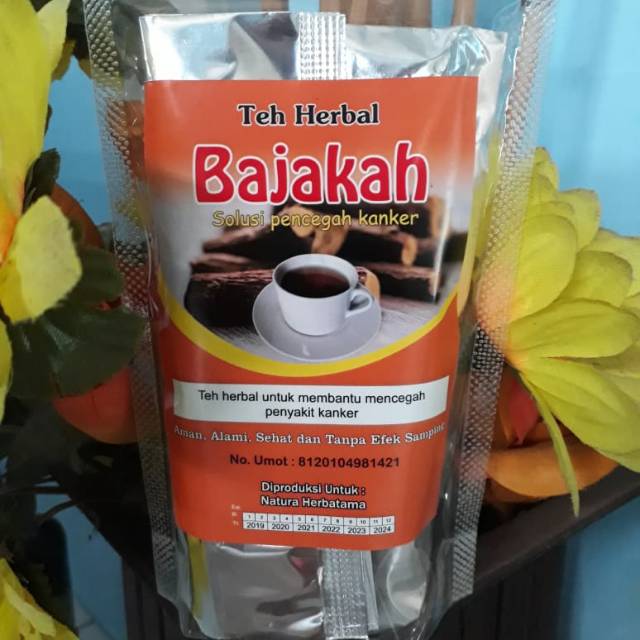 Teh Herbal
Bajakah
Solusi pencegah kanker
Teh herbal untuk membantu mencegah
penyakit kanker
Aman, Alami, Sehat dan Tanpa Efek Samping
No. Umot : 8120104981421
Diproduksi Untuk :
Natura Herbatama
1 2 3 4 5 6 7 8 9 10 11 12
2019 2020 2021 2022 2023 2024